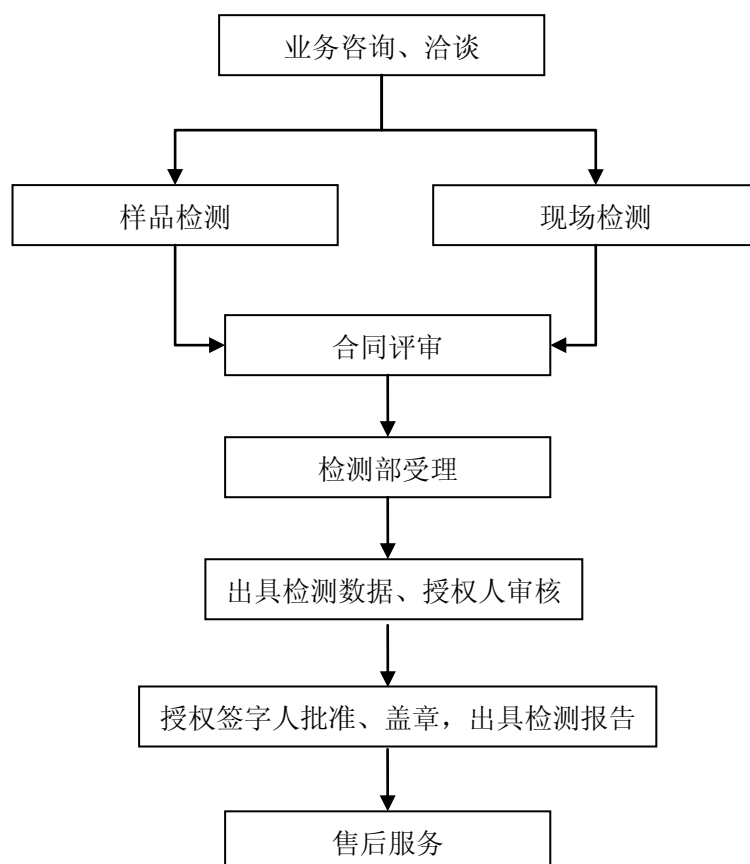 业务咨询、洽谈
样品检测
现场检测
合同评审
检测部受理
出具检测数据、授权人审核
授权签字人批准、盖章，出具检测报告
售后服务